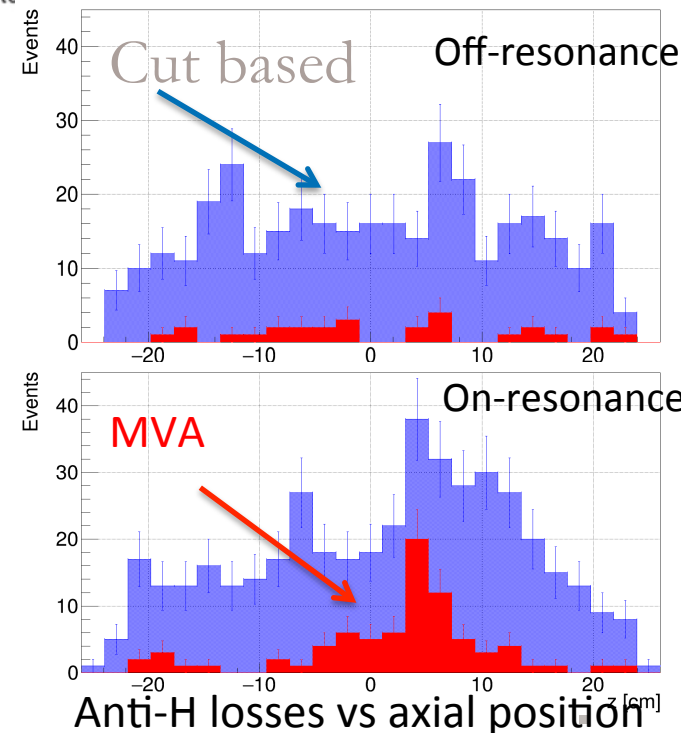 Events
Cut based
Off-resonance
40
30
20
10
0
−20 −10 0 10 20
Events
On-resonance
MVA
40
30
20
10
0
−20 −10 0 10 20
z [cm]
Anti-H losses vs axial position